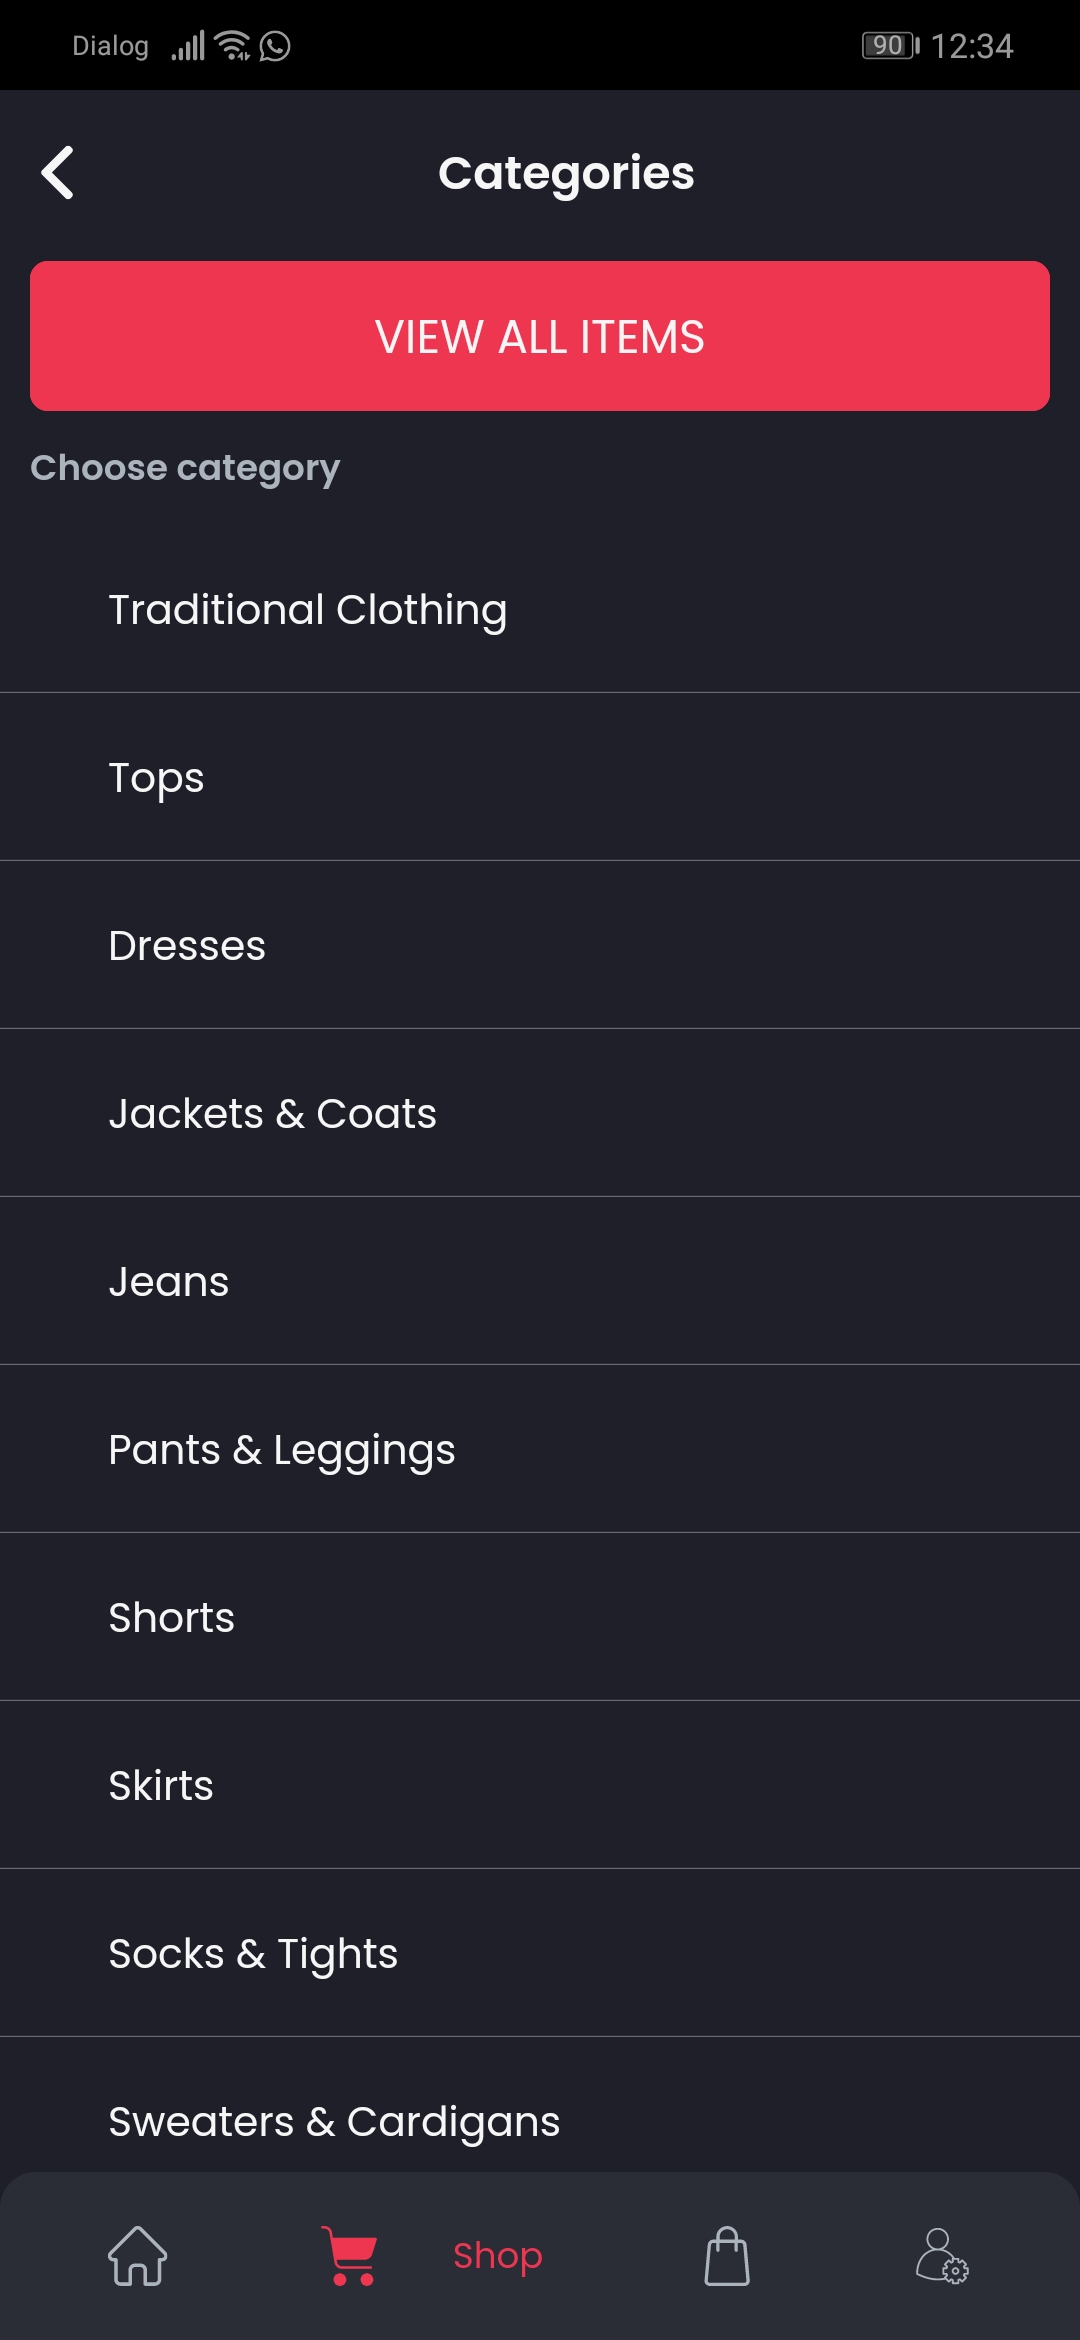 Dialog
90 12:34
Categories
VIEW ALL ITEMS
Choose category
Traditional Clothing
Tops
Dresses
Jackets & Coats
Jeans
Pants & Leggings
Shorts
Skirts
Socks & Tights
Sweaters & Cardigans
Shop